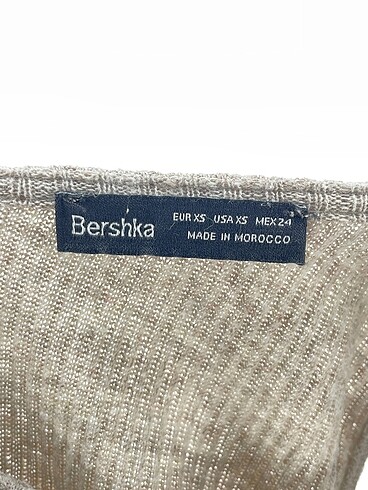 Bershka
EUR XS USA XS MEX 24
MADE IN MOROCCO